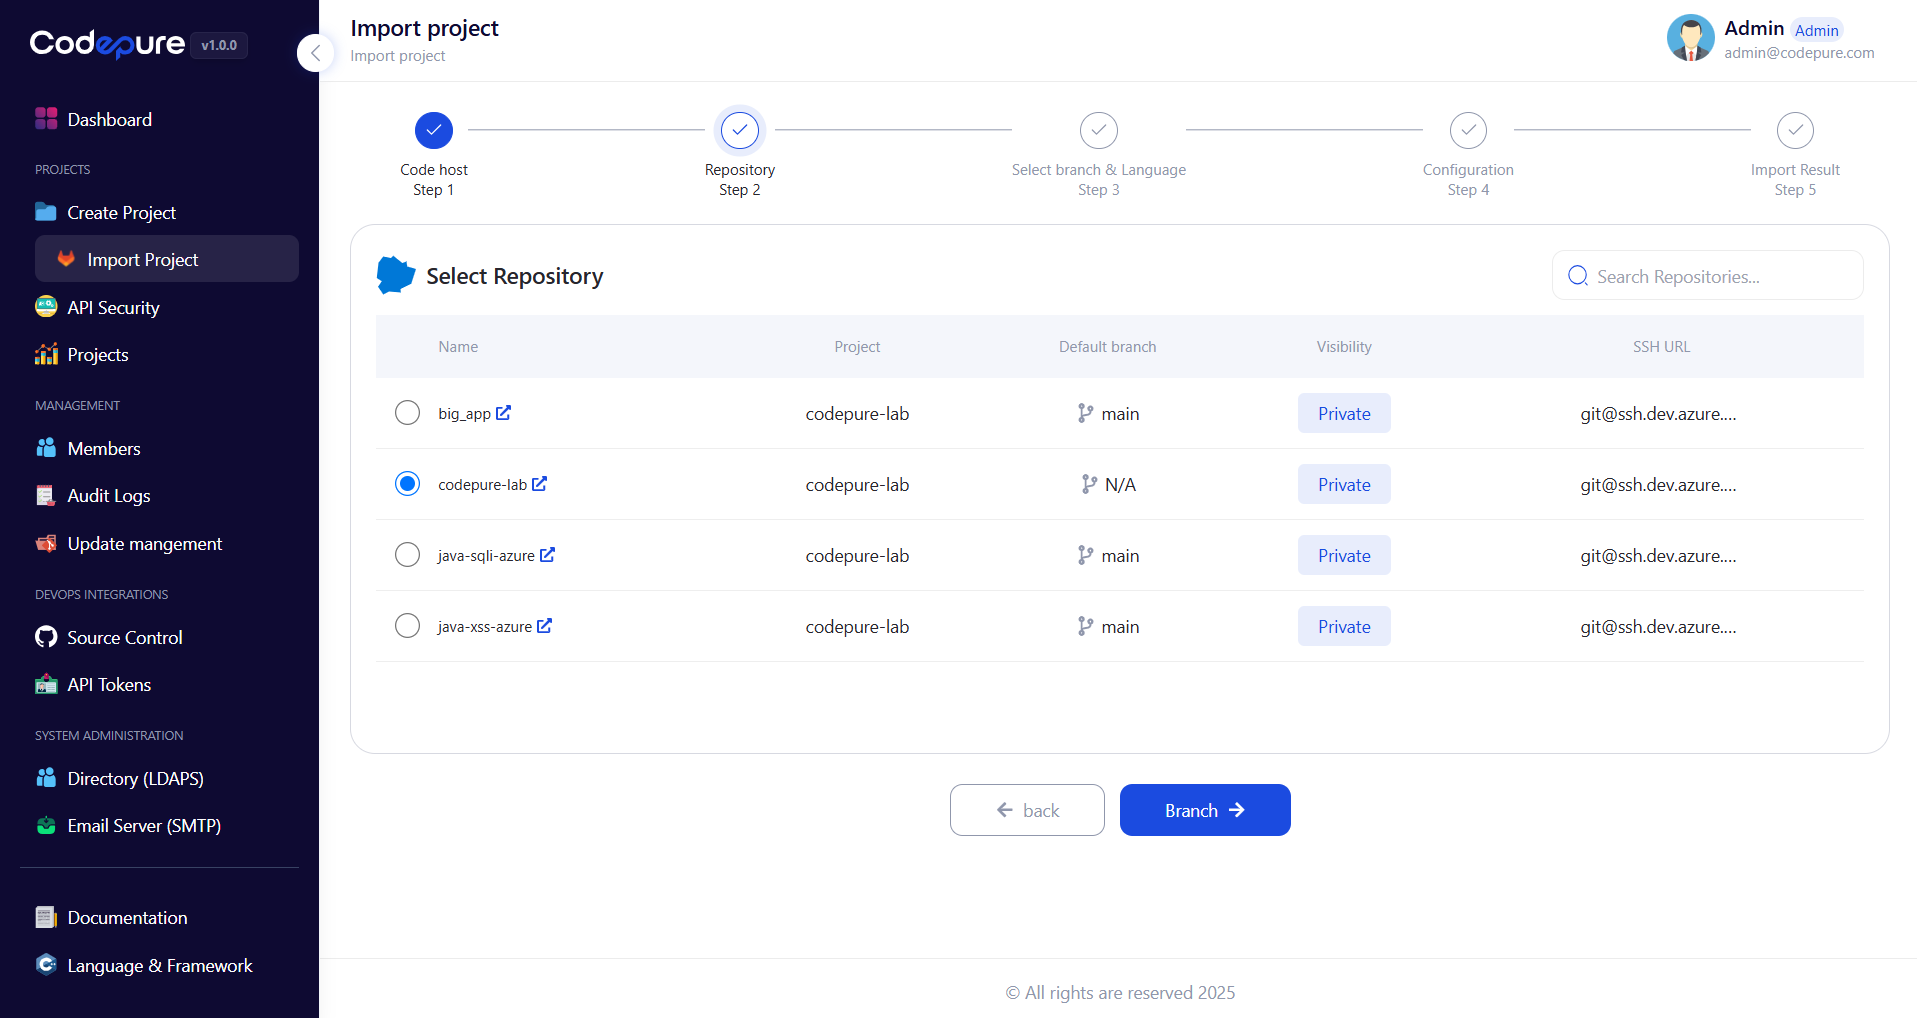 Codepure v1.0.0
Dashboard
PROJECTS
Create Project
Import Project
API Security
Projects
MANAGEMENT
Members
Audit Logs
Update mangement
DEVOPS INTEGRATIONS
Source Control
API Tokens
SYSTEM ADMINISTRATION
Directory (LDAPS)
Email Server (SMTP)
Documentation
Language & Framework
Import project
Import project
Admin Admin
admin@codepure.com
Code host
Step 1
Repository
Step 2
Select branch & Language
Step 3
Configuration
Step 4
Import Result
Step 5
Select Repository
Search Repositories...
Name Project Default branch Visibility SSH URL
big_app codepure-lab main Private git@ssh.dev.azure....
codepure-lab codepure-lab N/A Private git@ssh.dev.azure....
java-sqli-azure codepure-lab main Private git@ssh.dev.azure....
java-xss-azure codepure-lab main Private git@ssh.dev.azure....
back
Branch
© All rights are reserved 2025